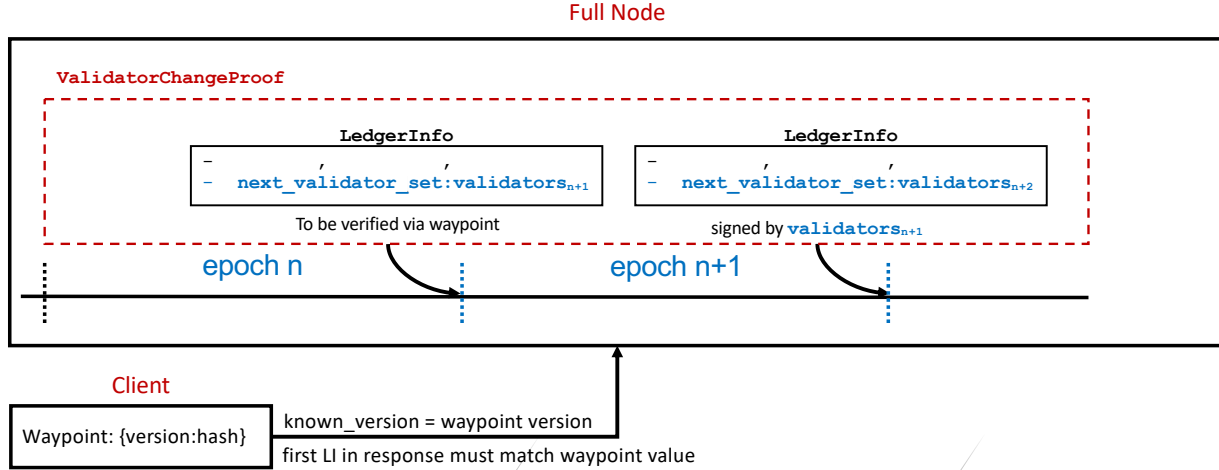 Full Node
ValidatorChangeProof
LedgerInfo
- , ,
- next_validator_set:validatorsn+1
To be verified via waypoint
LedgerInfo
- , ,
- next_validator_set:validatorsn+2
signed by validatorsn+1
epoch n
epoch n+1
Client
Waypoint: {version:hash}
known_version = waypoint version
first LI in response must match waypoint value